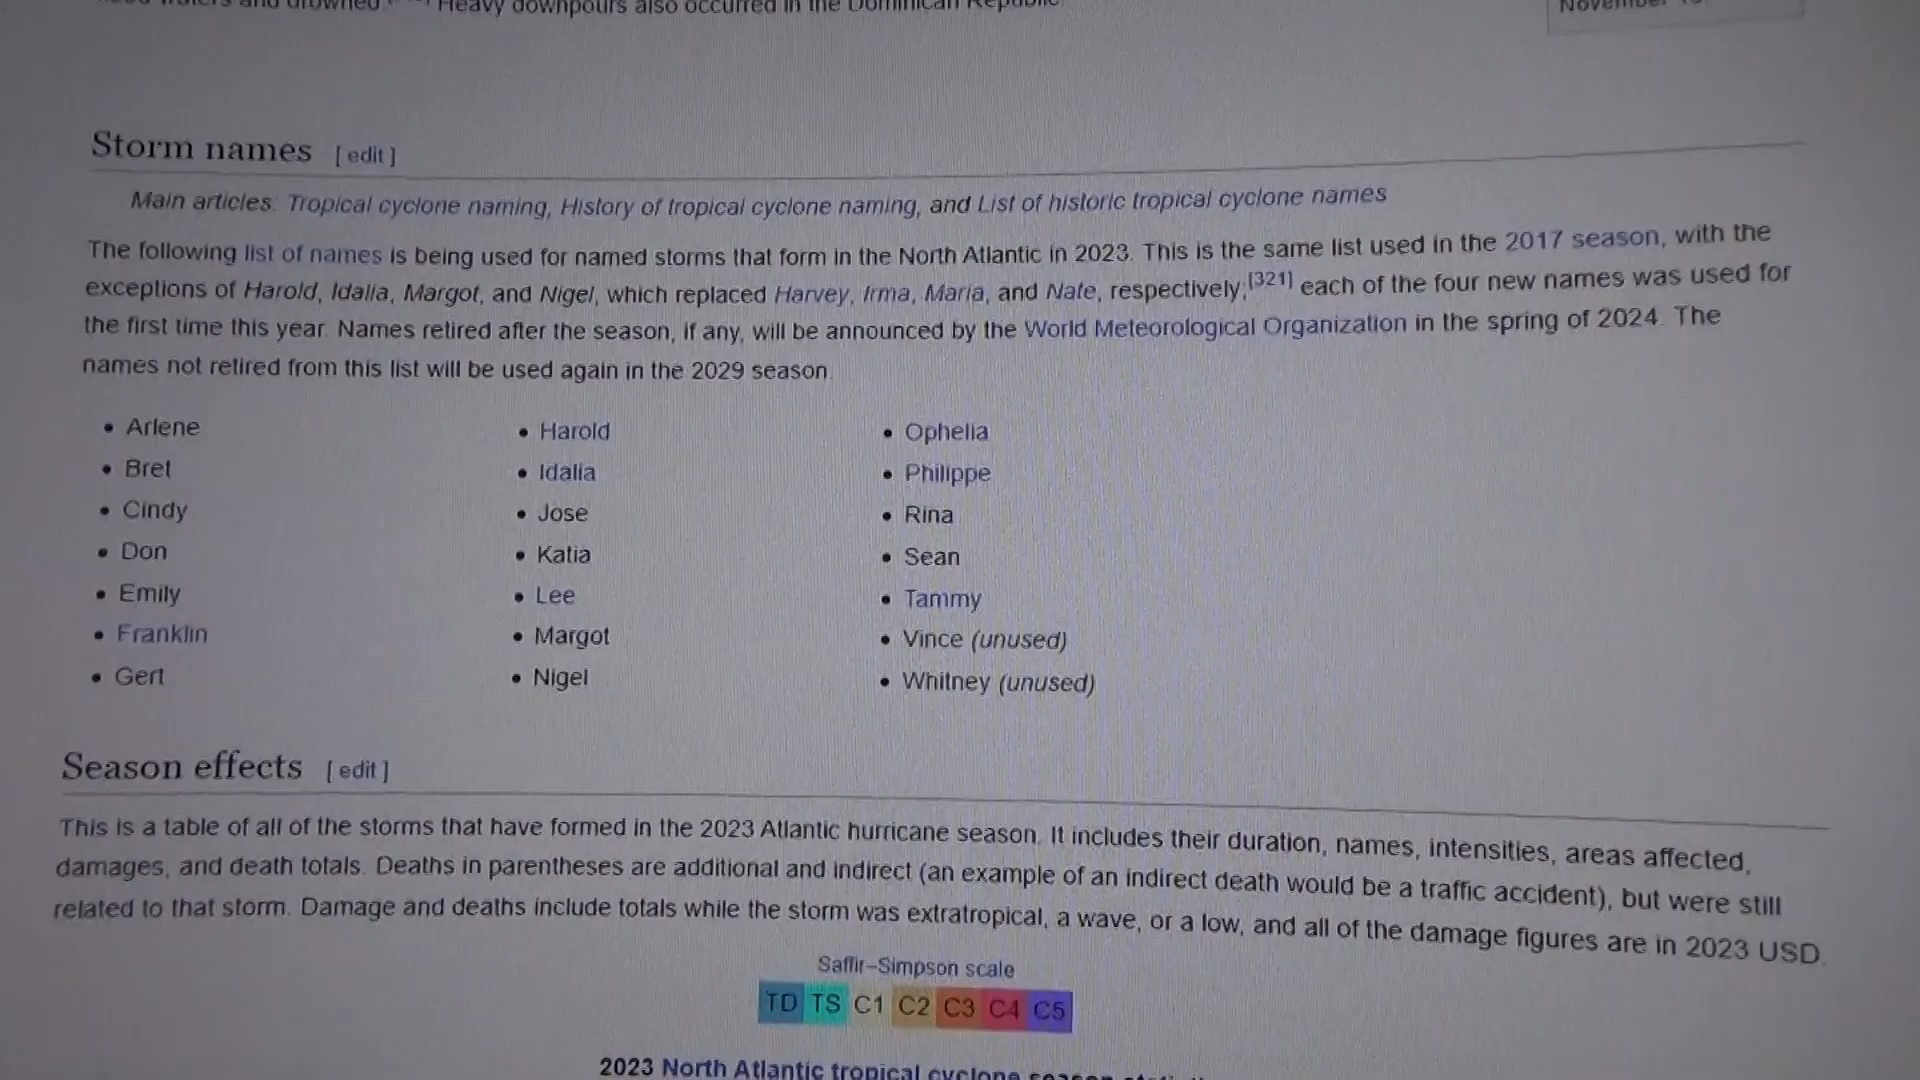 Heavy downpours also occurred in the Dominican Republic.
November
Storm names [ edit ]
Main articles: Tropical cyclone naming, History of tropical cyclone naming, and List of historic tropical cyclone names
The following list of names is being used for named storms that form in the North Atlantic in 2023. This is the same list used in the 2017 season, with the
exceptions of Harold, Idalia, Margot, and Nigel, which replaced Harvey, Irma, Maria, and Nate, respectively;[321] each of the four new names was used for
the first time this year. Names retired after the season, if any, will be announced by the World Meteorological Organization in the spring of 2024. The
names not retired from this list will be used again in the 2029 season.
• Arlene
• Bret
• Cindy
• Don
• Emily
• Franklin
• Gert
• Harold
• Idalia
• Jose
• Katia
• Lee
• Margot
• Nigel
• Ophelia
• Philippe
• Rina
• Sean
• Tammy
• Vince (unused)
• Whitney (unused)
Season effects [ edit ]
This is a table of all of the storms that have formed in the 2023 Atlantic hurricane season. It includes their duration, names, intensities, areas affected,
damages, and death totals. Deaths in parentheses are additional and indirect (an example of an indirect death would be a traffic accident), but were still
related to that storm. Damage and deaths include totals while the storm was extratropical, a wave, or a low, and all of the damage figures are in 2023 USD.
Saffir–Simpson scale
TD TS C1 C2 C3 C4 C5
2023 North Atlantic tropical cyclone season